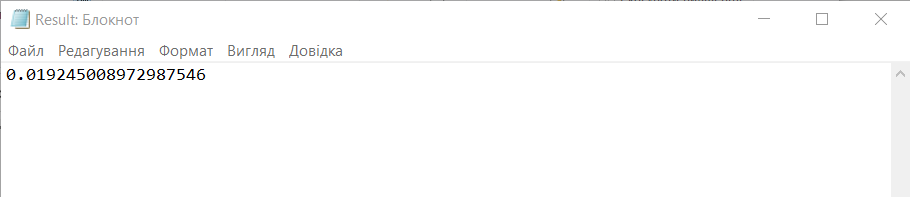 Result: Блокнот
Файл Редагування Формат Вигляд Довідка
0.019245008972987546